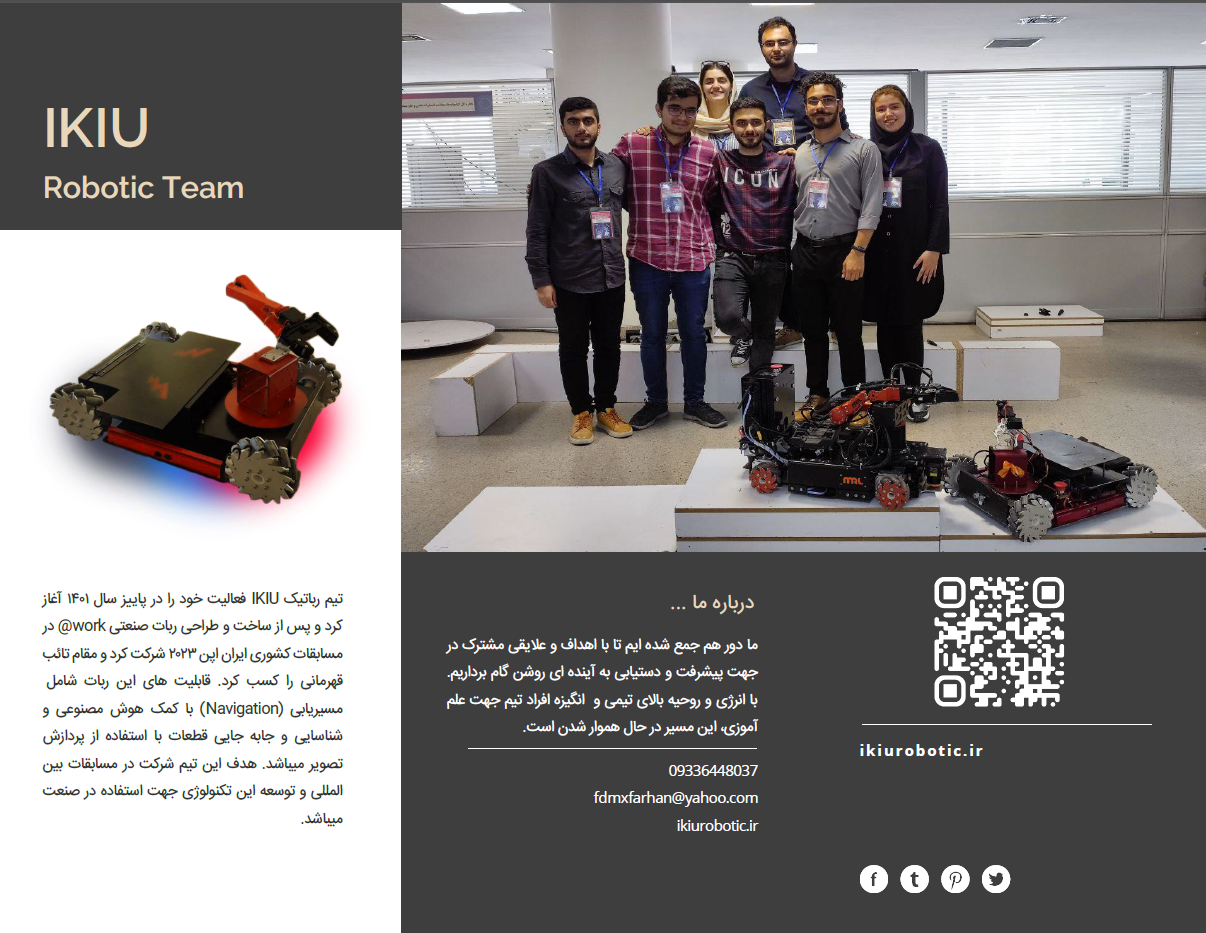 IKIU
Robotic Team
تیم رباتیک IKIU فعالیت خود را در پاییز سال ۱۴۰۱ آغاز
کرد و پس از ساخت و طراحی ربات صنعتی work@ در
مسابقات کشوری ایران اپن ۲۰۲۳ شرکت کرد و مقام نائب
قهرمانی را کسب کرد. قابلیت های این ربات شامل
مسیریابی (Navigation) با کمک هوش مصنوعی و
شناسایی و جابه جایی قطعات با استفاده از پردازش
تصویر میباشد. هدف این تیم شرکت در مسابقات بین
المللی و توسعه این تکنولوژی جهت استفاده در صنعت
میباشد.
ICON
درباره ما ...
ما دور هم جمع شده ایم تا با اهداف و علایقی مشترک در
جهت پیشرفت و دستیابی به آینده ای روشن گام برداریم.
با انرژی و روحیه بالای تیمی و انگیزه افراد تیم جهت علم
آموزی، این مسیر در حال هموار شدن است.
09336448037
fdmxfarhan@yahoo.com
ikiurobotic.ir
ikiurobotic.ir